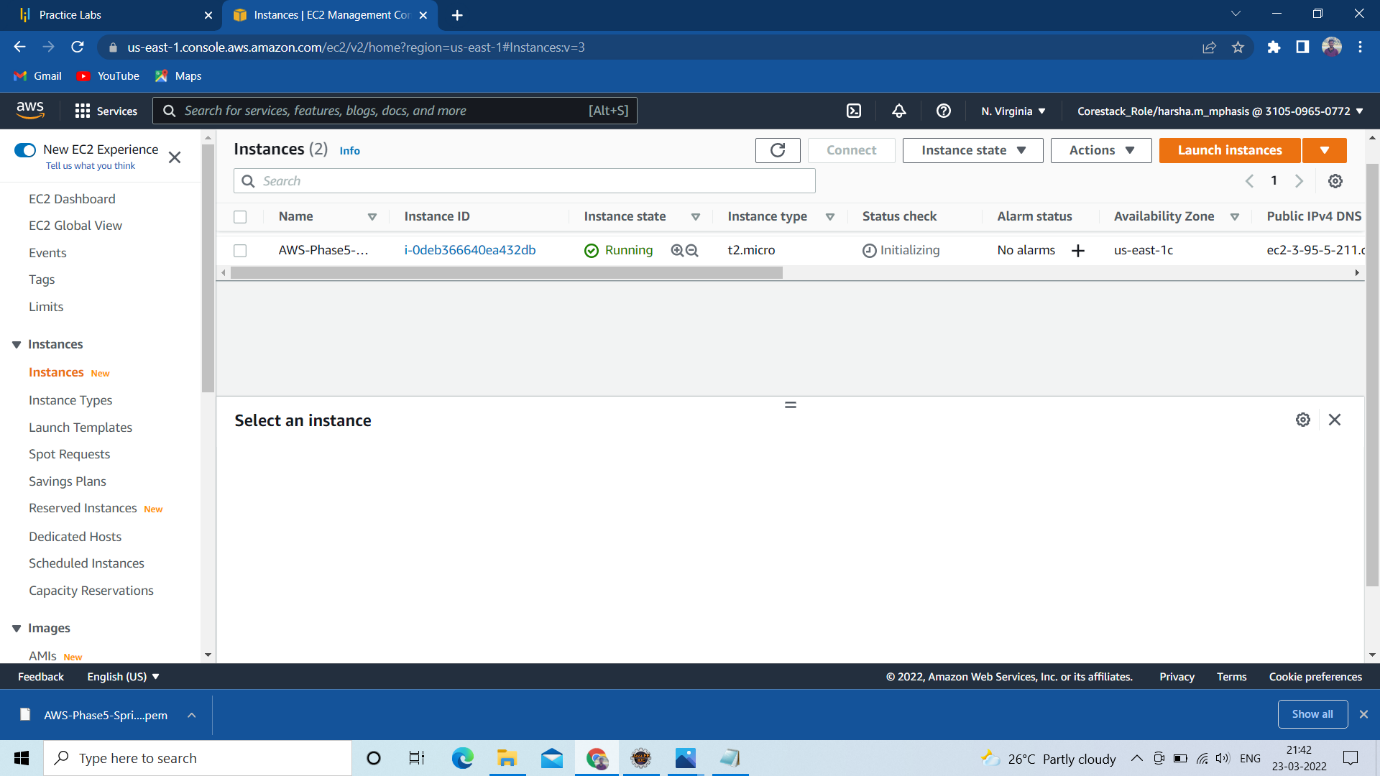 Practice Labs
Instances | EC2 Management Cor
us-east-1.console.aws.amazon.com/ec2/v2/home?region=us-east-1#Instances:v=3
Gmail YouTube Maps
aws Services Search for services, features, blogs, docs, and more [Alt+S] N. Virginia ▼ Corestack_Role/harsha.m_mphasis @ 3105-0965-0772 ▼
New EC2 Experience
Tell us what you think
EC2 Dashboard
EC2 Global View
Events
Tags
Limits
Instances
Instances New
Instance Types
Launch Templates
Spot Requests
Savings Plans
Reserved Instances New
Dedicated Hosts
Scheduled Instances
Capacity Reservations
Images
AMIs New
Instances (2) Info Connect Instance state ▼ Actions ▼ Launch instances ▼
Search 1
Name Instance ID Instance state Instance type Status check Alarm status Availability Zone Public IPv4 DNS
AWS-Phase5-... i-0deb366640ea432db Running t2.micro Initializing No alarms + us-east-1c ec2-3-95-5-211.c
Select an instance
Feedback English (US) ▼ © 2022, Amazon Web Services, Inc. or its affiliates. Privacy Terms Cookie preferences
AWS-Phase5-Spri....pem Show all
Type here to search 26°C Partly cloudy ENG 21:42
23-03-2022